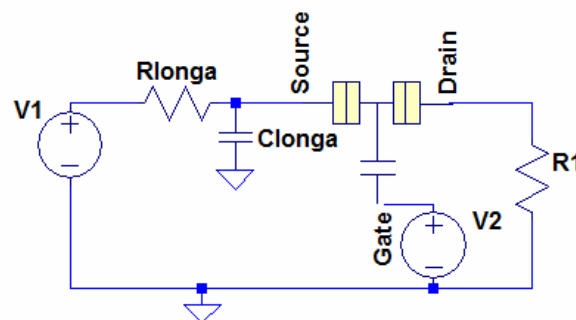 Source
Drain
Rlonga
V1
Clonga
R1
Gate
V2